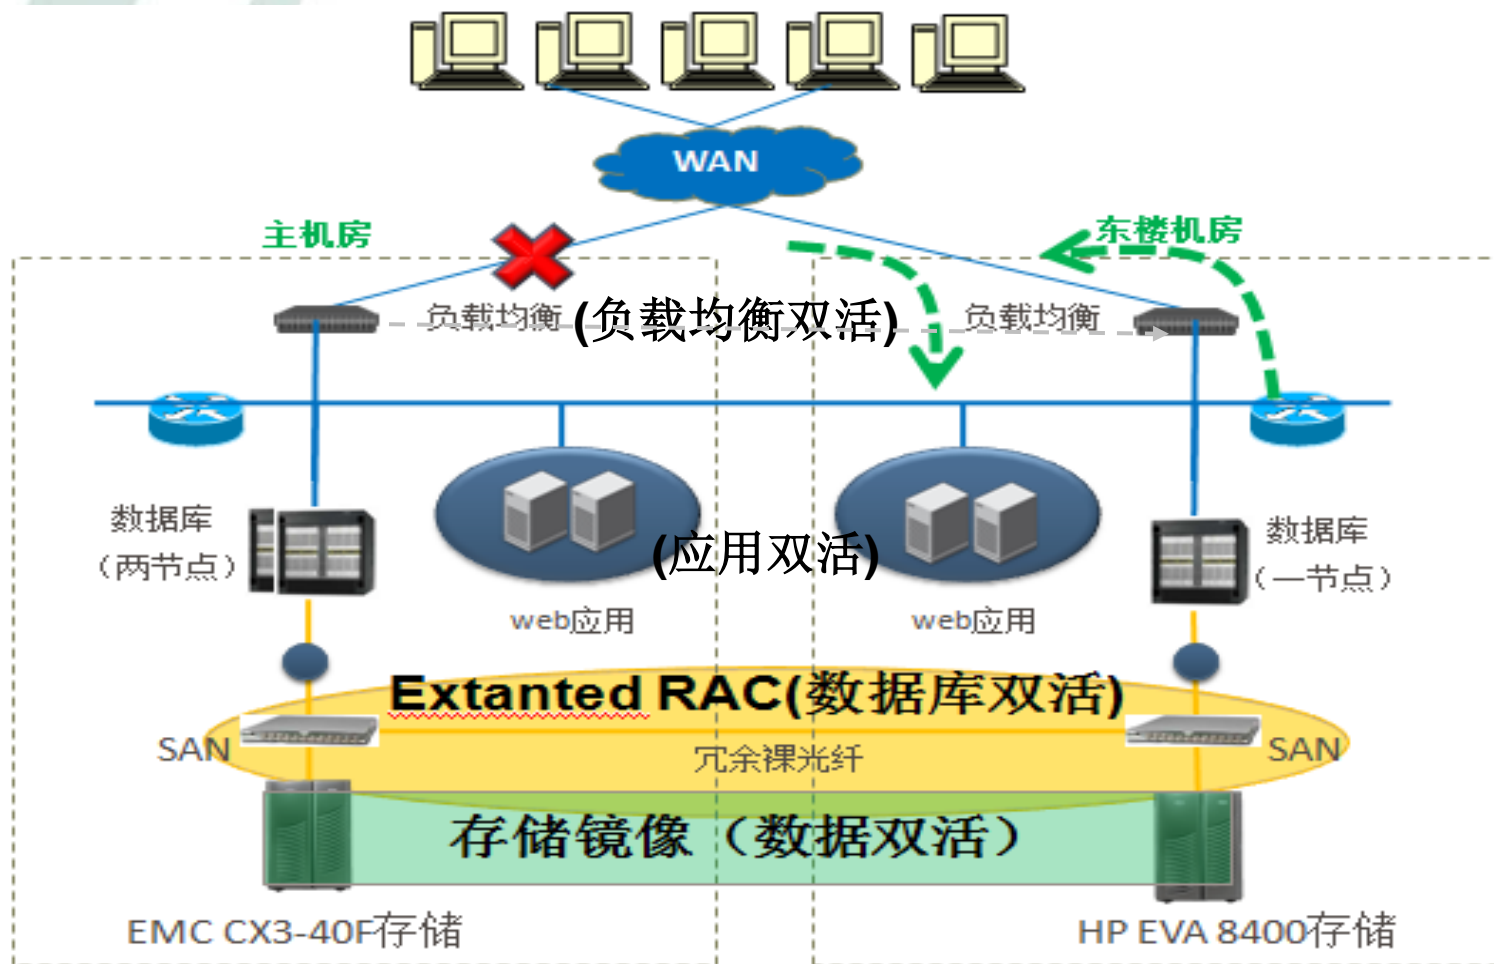 WAN
主机房
东楼机房
负载均衡
(负载均衡双活)
负载均衡
数据库
（两节点）
数据库
（一节点）
(应用双活)
web应用
web应用
Extanted RAC(数据库双活)
SAN
冗余裸光纤
SAN
存储镜像（数据双活）
EMC CX3-40F存储
HP EVA 8400存储